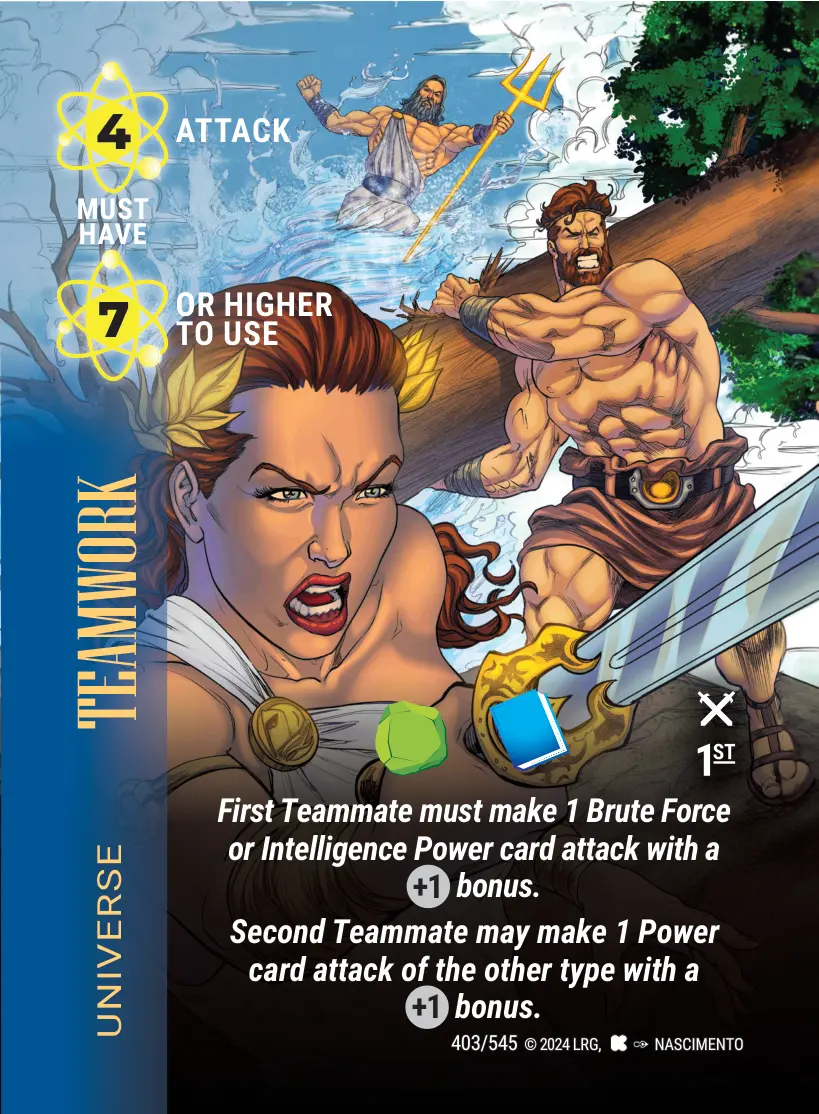 4 ATTACK
MUST
HAVE
7 OR HIGHER
TO USE
TEAMWORK
UNIVERSE
1ST
First Teammate must make 1 Brute Force
or Intelligence Power card attack with a
+1 bonus.
Second Teammate may make 1 Power
card attack of the other type with a
+1 bonus.
403/545 © 2024 LRG, NASCIMENTO